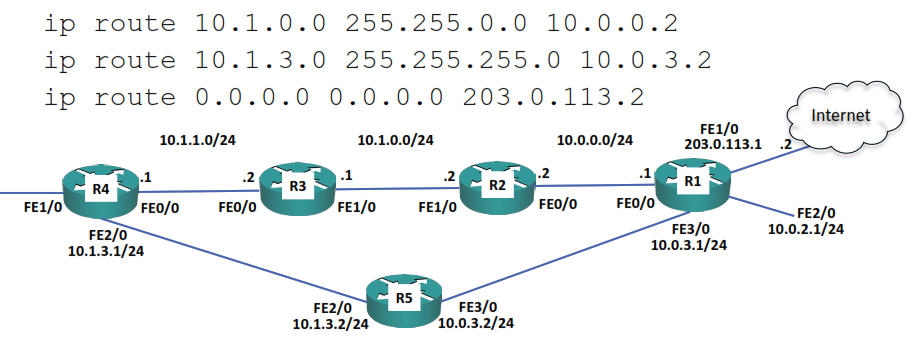 ip route 10.1.0.0 255.255.0.0 10.0.0.2
ip route 10.1.3.0 255.255.255.0 10.0.3.2
ip route 0.0.0.0 0.0.0.0 203.0.113.2
Internet
10.1.1.0/24
10.1.0.0/24
10.0.0.0/24
FE1/0
203.0.113.1
.2
R4
.1
.2
R3
.1
.2
R2
.2
.1
R1
FE1/0
FE0/0
FE0/0
FE1/0
FE1/0
FE0/0
FE0/0
FE2/0
10.0.2.1/24
FE2/0
10.1.3.1/24
FE3/0
10.0.3.1/24
R5
FE2/0
10.1.3.2/24
FE3/0
10.0.3.2/24